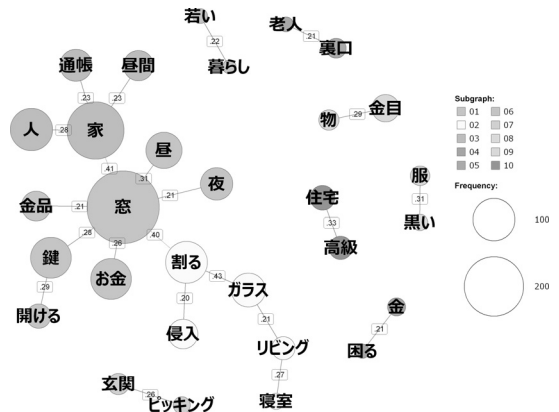 若い
.22
暮らし
老人
.21
裏口
通帳
昼間
.23
.23
人
.28
家
物
.29
金目
.41
昼
.31
夜
.21
金品
.21
窓
服
.31
黒い
住宅
.33
高級
.28
.26
.40
鍵
お金
割る
.43
ガラス
.29
開ける
.20
侵入
.21
リビング
.27
寝室
金
.21
困る
玄関
.26
ピッキング
Subgraph:
01 06
02 07
03 08
04 09
05 10
Frequency:
100
200